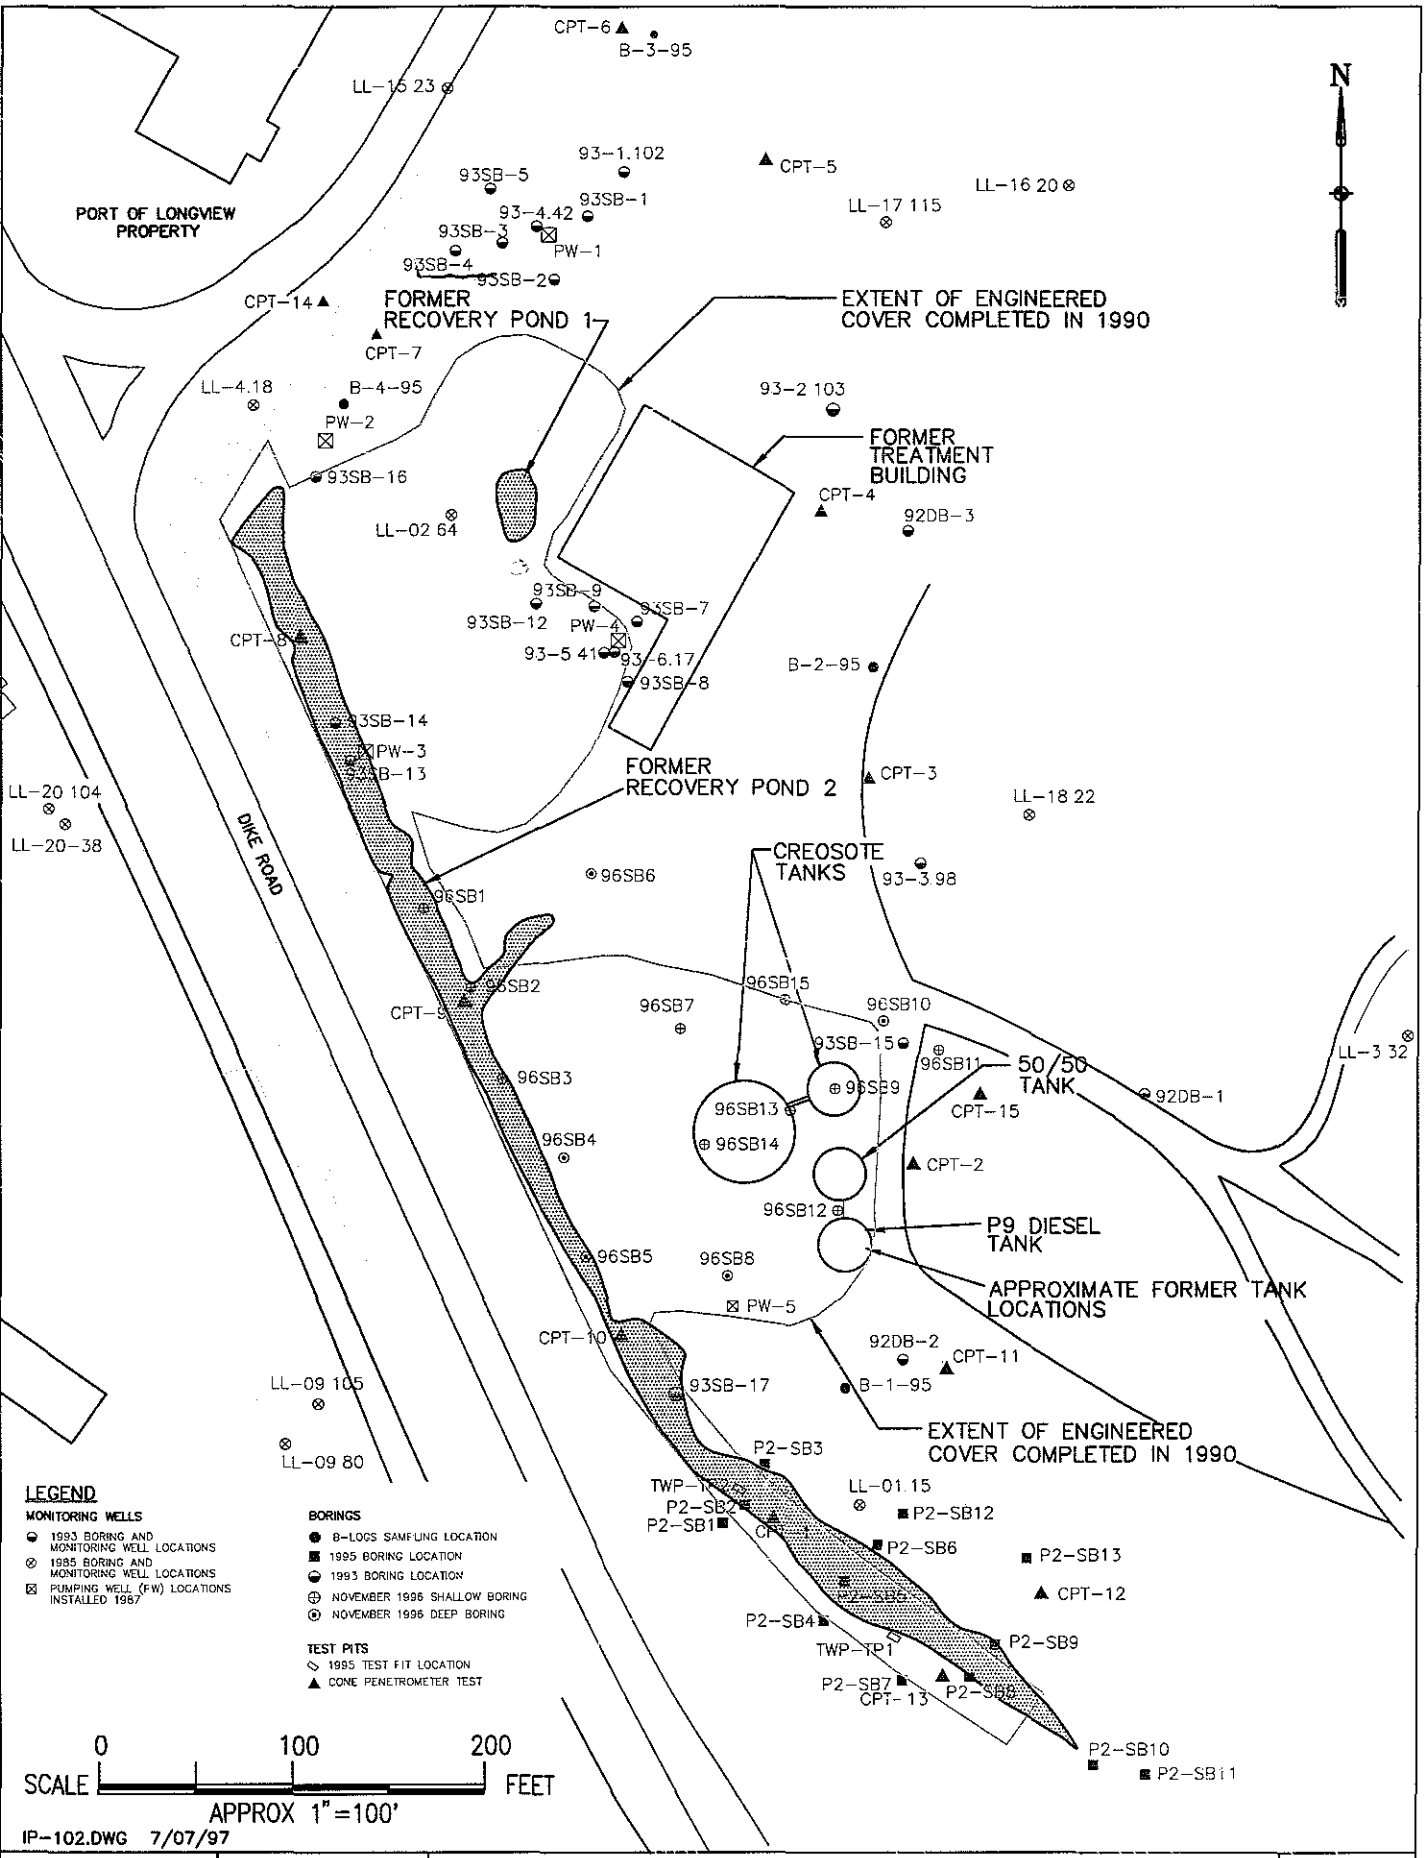 CPT-6
B-3-95
N
LL-15 23
93-1.102
CPT-5
93SB-5
LL-16 20
93SB-1
LL-17 115
PORT OF LONGVIEW
PROPERTY
93-4.42
93SB-3
PW-1
93SB-4
93SB-2
CPT-14
FORMER
RECOVERY POND 1
EXTENT OF ENGINEERED
COVER COMPLETED IN 1990
CPT-7
LL-4.18
B-4-95
93-2 103
PW-2
FORMER
TREATMENT
BUILDING
93SB-16
CPT-4
LL-02 64
92DB-3
93SB-9
93SB-7
93SB-12
PW-4
CPT-8
93-5 41
93-6.17
B-2-95
93SB-8
93SB-14
PW-3
93SB-13
FORMER
RECOVERY POND 2
CPT-3
LL-20 104
LL-18 22
LL-20-38
DIKE ROAD
CREOSOTE
TANKS
96SB6
93-3.98
96SB1
96SB2
96SB15
CPT-9
96SB7
96SB10
93SB-15
LL-3 32
96SB11
50/50
TANK
96SB3
96SB9
CPT-15
92DB-1
96SB13
96SB4
96SB14
CPT-2
96SB12
P9 DIESEL
TANK
96SB5
96SB8
APPROXIMATE FORMER TANK
LOCATIONS
PW-5
CPT-10
92DB-2
CPT-11
LL-09 105
93SB-17
B-1-95
EXTENT OF ENGINEERED
COVER COMPLETED IN 1990
LL-09 80
P2-SB3
LL-01.15
P2-SB2
P2-SB12
P2-SB1
P2-SB6
P2-SB13
P2-SB5
CPT-12
P2-SB4
TWP-TP1
P2-SB9
P2-SB7
CPT-13
P2-SB8
P2-SB10
P2-SB11
LEGEND
MONITORING WELLS
1993 BORING AND
MONITORING WELL LOCATIONS
1985 BORING AND
MONITORING WELL LOCATIONS
PUMPING WELL (PW) LOCATIONS
INSTALLED 1987
BORINGS
B-LOGS SAMPLING LOCATION
1995 BORING LOCATION
1993 BORING LOCATION
NOVEMBER 1996 SHALLOW BORING
NOVEMBER 1996 DEEP BORING
TEST PITS
1995 TEST PIT LOCATION
CONE PENETROMETER TEST
0 100 200
SCALE FEET
APPROX 1"=100'
IP-102.DWG 7/07/97